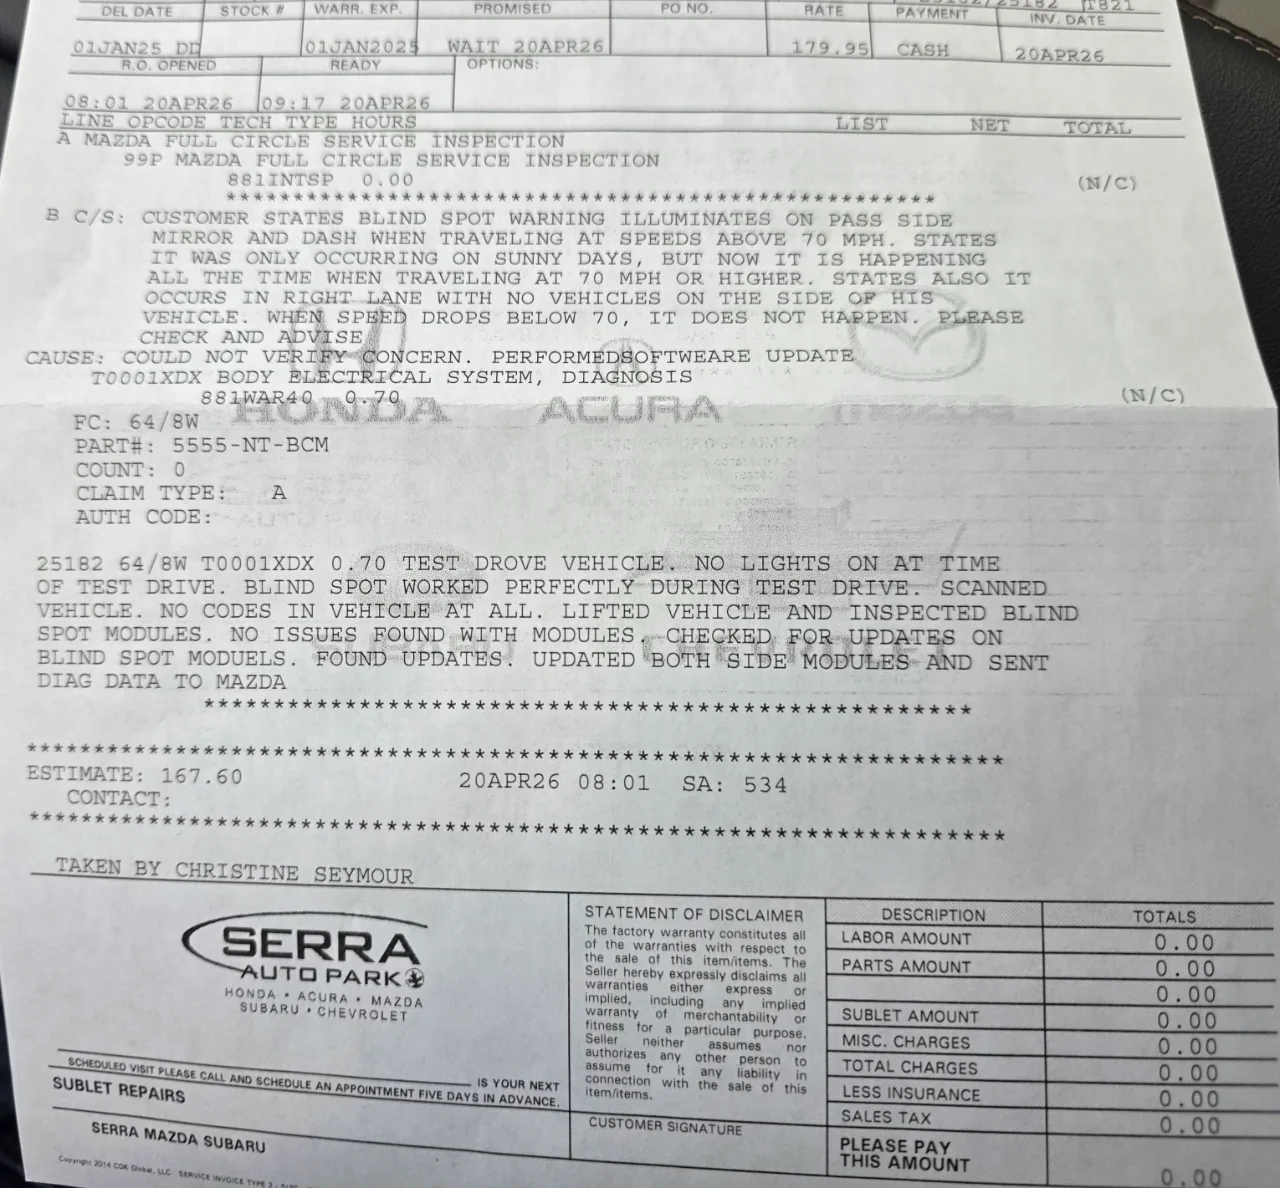 25182/25182 T821
DEL DATE STOCK # WARR. EXP. PROMISED PO NO. RATE PAYMENT INV. DATE
01JAN25 DD 01JAN2025 WAIT 20APR26 179.95 CASH 20APR26
R.O. OPENED READY OPTIONS:
08:01 20APR26 09:17 20APR26
LINE OPCODE TECH TYPE HOURS LIST NET TOTAL
A MAZDA FULL CIRCLE SERVICE INSPECTION
99P MAZDA FULL CIRCLE SERVICE INSPECTION
881INTSP 0.00 (N/C)
****************************************************
B C/S: CUSTOMER STATES BLIND SPOT WARNING ILLUMINATES ON PASS SIDE
MIRROR AND DASH WHEN TRAVELING AT SPEEDS ABOVE 70 MPH. STATES
IT WAS ONLY OCCURRING ON SUNNY DAYS, BUT NOW IT IS HAPPENING
ALL THE TIME WHEN TRAVELING AT 70 MPH OR HIGHER. STATES ALSO IT
OCCURS IN RIGHT LANE WITH NO VEHICLES ON THE SIDE OF HIS
VEHICLE. WHEN SPEED DROPS BELOW 70, IT DOES NOT HAPPEN. PLEASE
CHECK AND ADVISE
CAUSE: COULD NOT VERIFY CONCERN. PERFORMEDSOFTWEARE UPDATE
T0001XDX BODY ELECTRICAL SYSTEM, DIAGNOSIS
881WAR40 0.70 (N/C)
HONDA ACURA mazda
FC: 64/8W
PART#: 5555-NT-BCM
COUNT: 0
CLAIM TYPE: A
AUTH CODE:
25182 64/8W T0001XDX 0.70 TEST DROVE VEHICLE. NO LIGHTS ON AT TIME
OF TEST DRIVE. BLIND SPOT WORKED PERFECTLY DURING TEST DRIVE. SCANNED
VEHICLE. NO CODES IN VEHICLE AT ALL. LIFTED VEHICLE AND INSPECTED BLIND
SPOT MODULES. NO ISSUES FOUND WITH MODULES. CHECKED FOR UPDATES ON
BLIND SPOT MODUELS. FOUND UPDATES. UPDATED BOTH SIDE MODULES AND SENT
DIAG DATA TO MAZDA
SUBARU CHEVROLET
****************************************************
******************************************************************
ESTIMATE: 167.60 20APR26 08:01 SA: 534
CONTACT:
******************************************************************
TAKEN BY CHRISTINE SEYMOUR
SERRA
AUTO PARK
HONDA • ACURA • MAZDA
SUBARU • CHEVROLET
IS YOUR NEXT
SCHEDULED VISIT PLEASE CALL AND SCHEDULE AN APPOINTMENT FIVE DAYS IN ADVANCE.
SUBLET REPAIRS
SERRA MAZDA SUBARU
Copyright 2014 CDK Global, LLC SERVICE INVOICE TYPE 2
STATEMENT OF DISCLAIMER
The factory warranty constitutes all
of the warranties with respect to
the sale of this item/items. The
Seller hereby expressly disclaims all
warranties either express or
implied, including any implied
warranty of merchantability or
fitness for a particular purpose.
Seller neither assumes nor
authorizes any other person to
assume for it any liability in
connection with the sale of this
item/items.
CUSTOMER SIGNATURE
DESCRIPTION TOTALS
LABOR AMOUNT 0.00
PARTS AMOUNT 0.00
0.00
SUBLET AMOUNT 0.00
MISC. CHARGES 0.00
TOTAL CHARGES 0.00
LESS INSURANCE 0.00
SALES TAX 0.00
PLEASE PAY
THIS AMOUNT 0.00